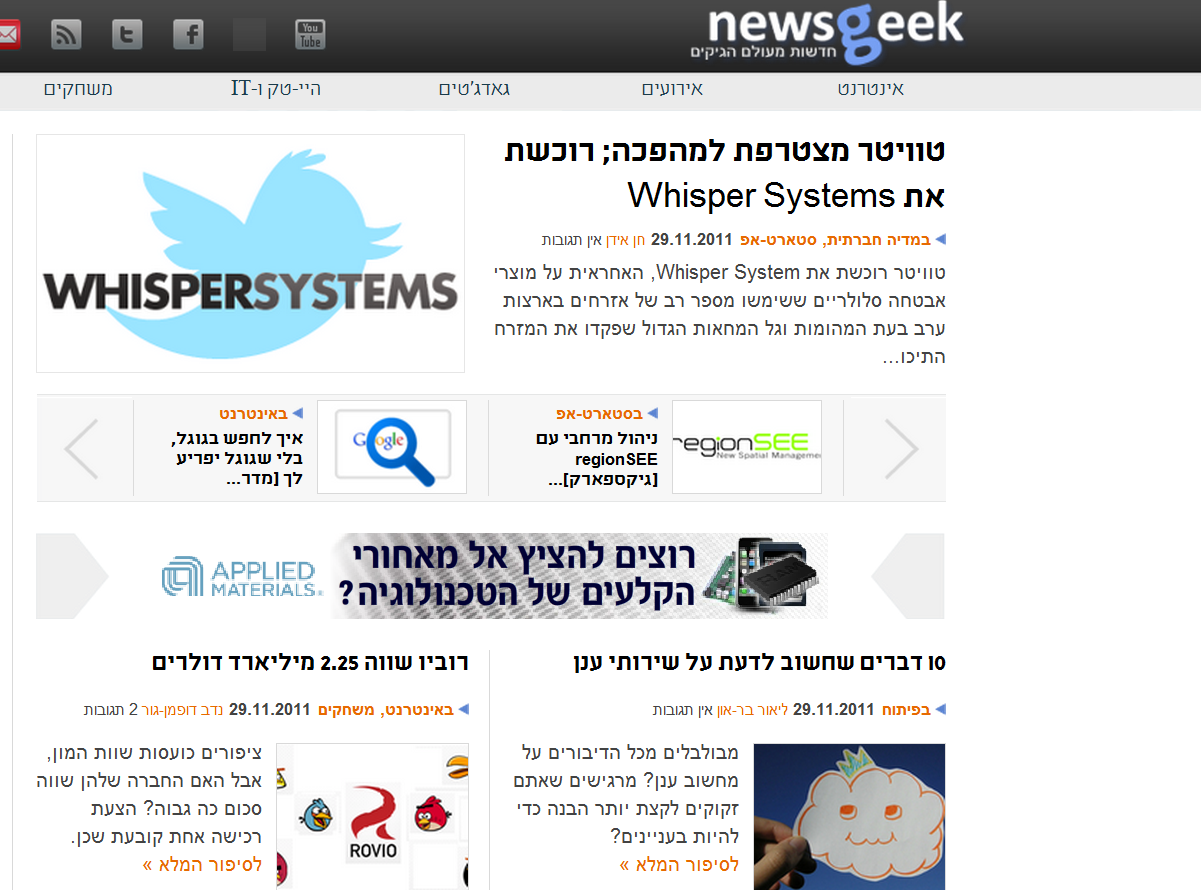 You
Tube
newsgeek
חדשות מעולם הגיקים
אינטרנט
אירועים
גאדג'טים
היי-טק ו-IT
משחקים
טוויטר מצטרפת למהפכה; רוכשת
את Whisper Systems
במדיה חברתית, סטארט-אפ 29.11.2011 חן אידן אין תגובות
טוויטר רוכשת את Whisper System, האחראית על מוצרי
אבטחה סלולריים ששימשו מספר רב של אזרחים בארצות
ערב בעת המהומות וגל המחאות הגדול שפקדו את המזרח
התיכו...
WHISPERSYSTEMS
regionSEE
New Spatial Manageme
בסטארט-אפ
ניהול מרחבי עם
regionSEE
[גיקספארק]...
Google
באינטרנט
איך לחפש בגוגל,
בלי שגוגל יפריע
לך [מדר...
רוצים להציץ אל מאחורי
הקלעים של הטכנולוגיה?
APPLIED
MATERIALS®
10 דברים שחשוב לדעת על שירותי ענן
בפיתוח 29.11.2011 ליאור בר-און אין תגובות
מבולבלים מכל הדיבורים על
מחשוב ענן? מרגישים שאתם
זקוקים לקצת יותר הבנה כדי
להיות בעניינים?
לסיפור המלא »
רוביו שווה 2.25 מיליארד דולרים
באינטרנט, משחקים 29.11.2011 נדב דופמן-גור 2 תגובות
ציפורים כועסות שוות המון,
אבל האם החברה שלהן שווה
סכום כה גבוה? הצעת
רכישה אחת קובעת שכן.
לסיפור המלא »
ROVIO